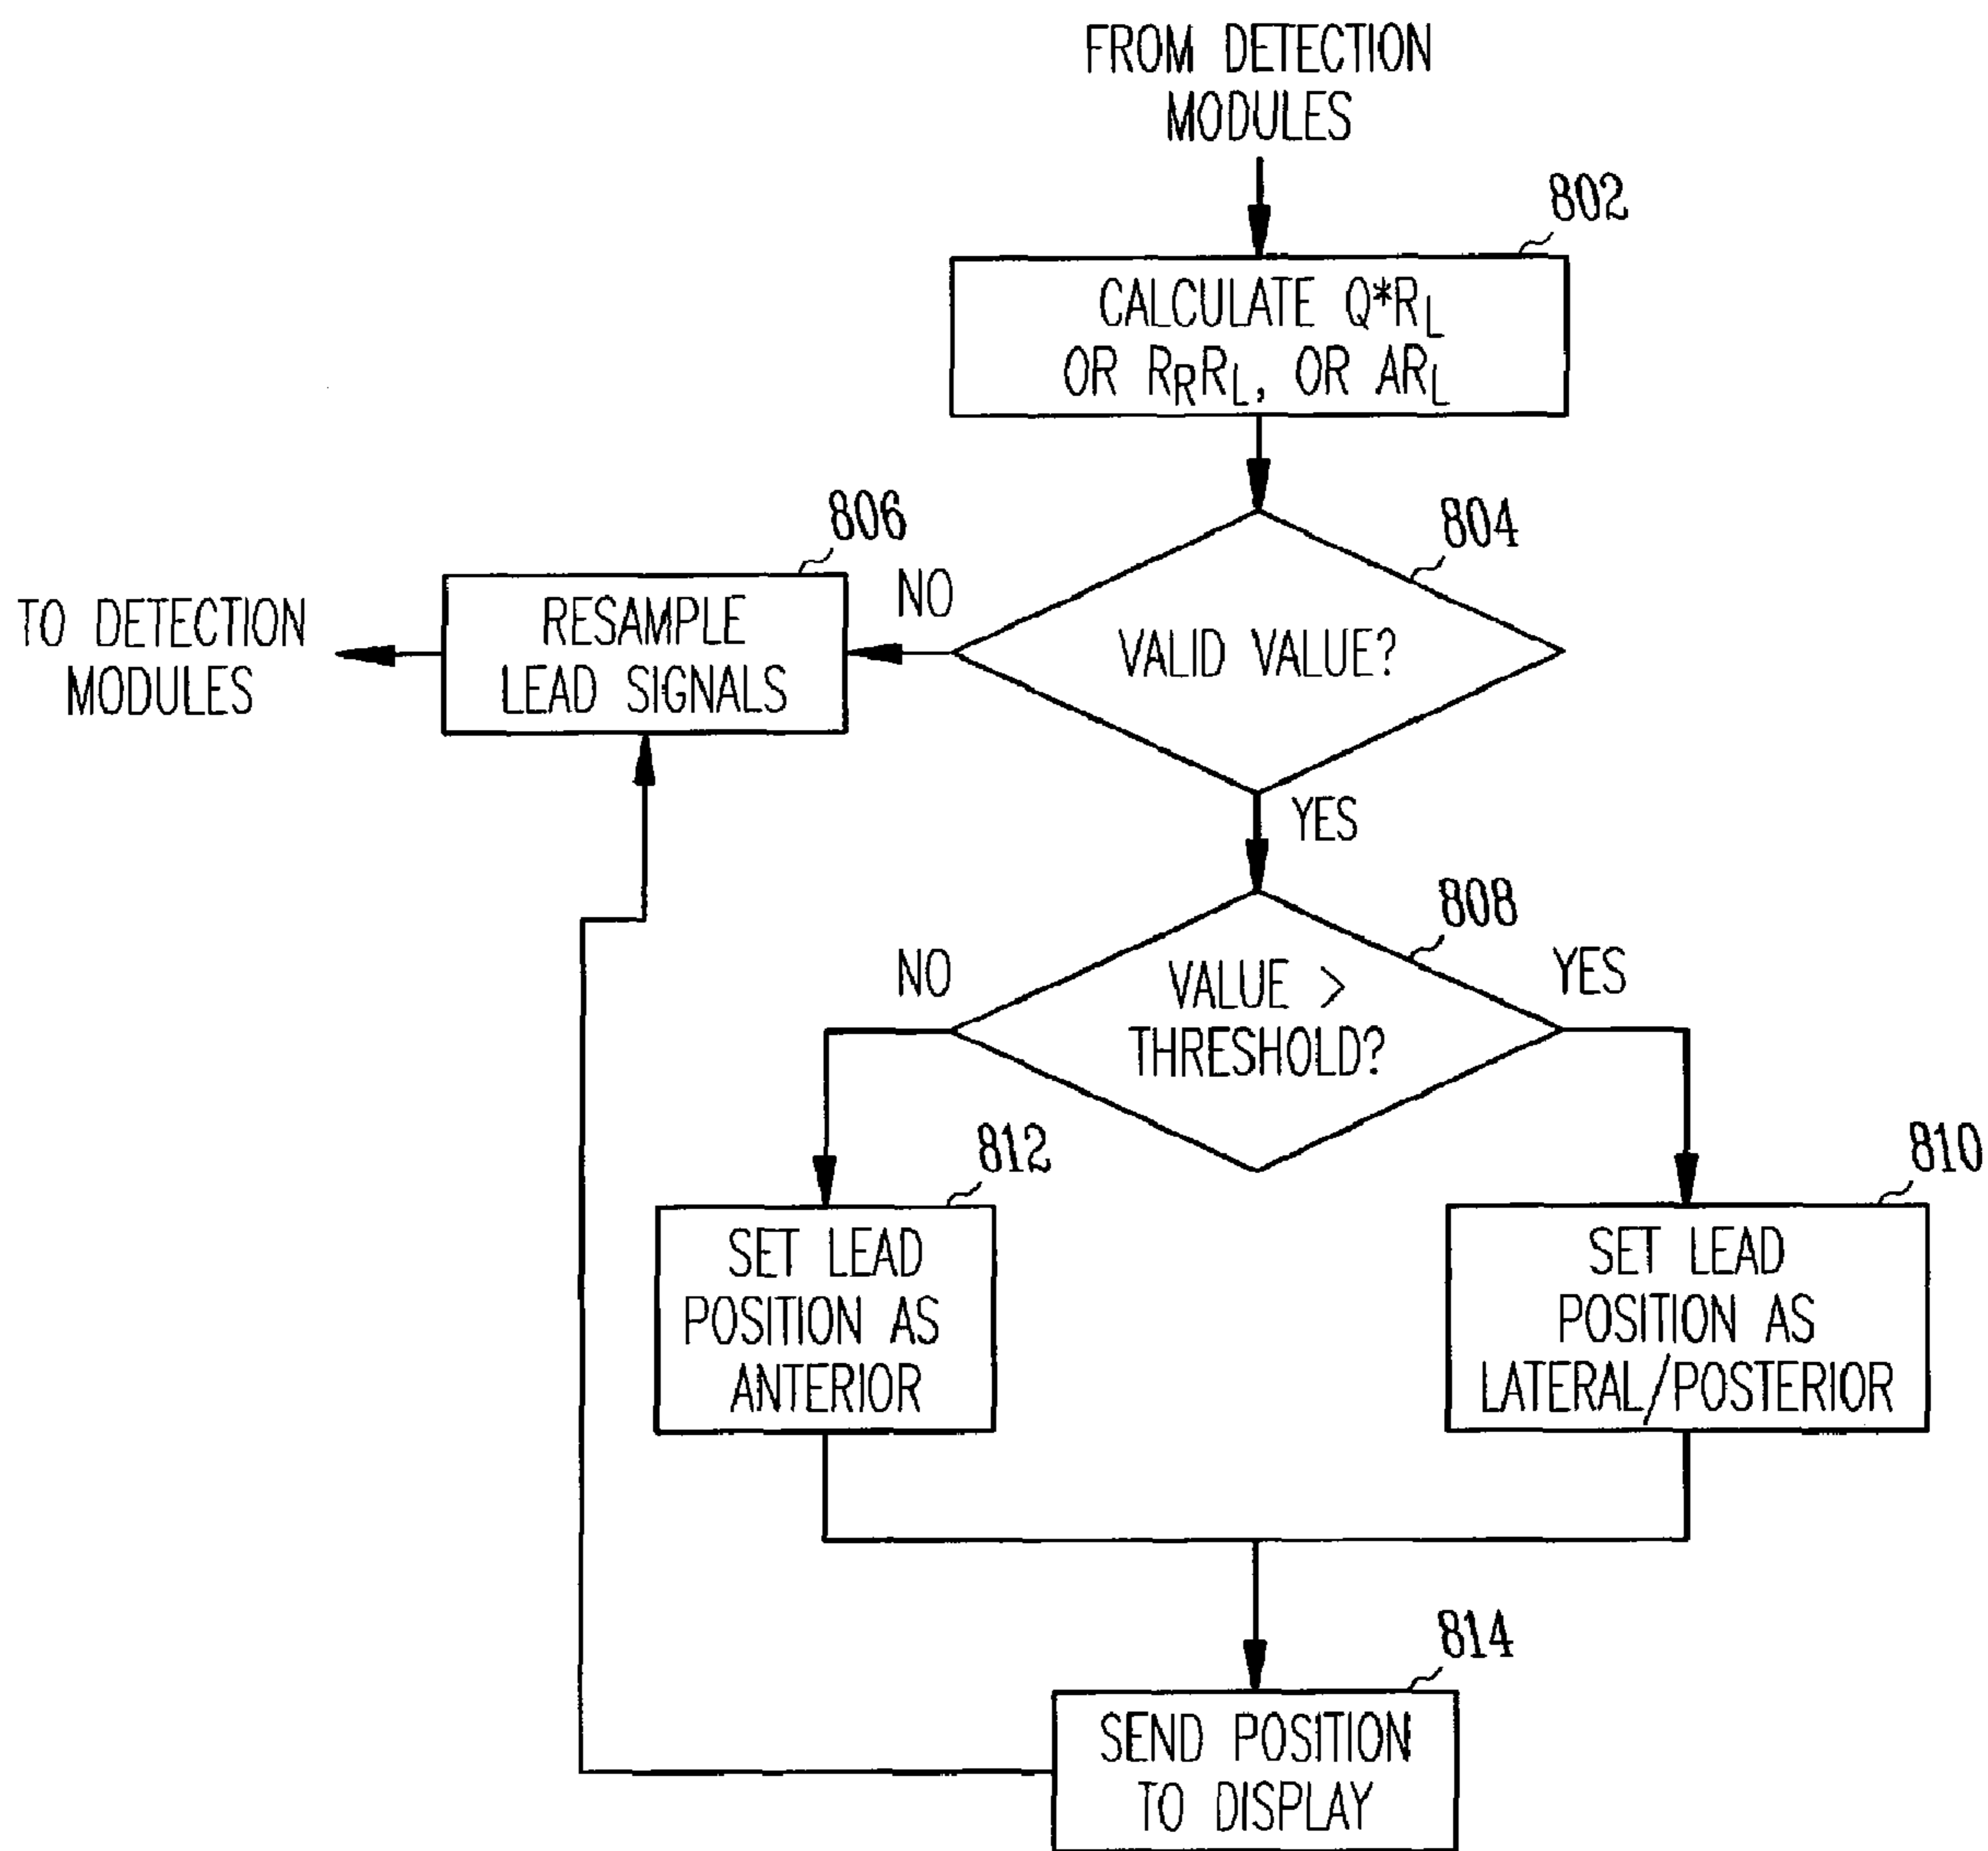 FROM DETECTION
MODULES
802
CALCULATE Q*RL
OR RRRL, OR ARL
804
VALID VALUE?
NO
806
RESAMPLE
LEAD SIGNALS
TO DETECTION
MODULES
YES
808
VALUE >
THRESHOLD?
NO
YES
812
SET LEAD
POSITION AS
ANTERIOR
810
SET LEAD
POSITION AS
LATERAL/POSTERIOR
814
SEND POSITION
TO DISPLAY